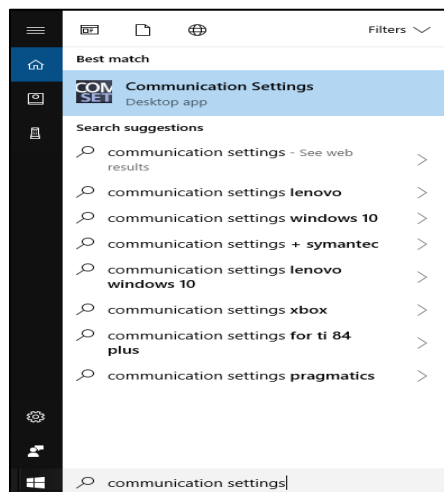 Filters
Best match
COM
SET
Communication Settings
Desktop app
Search suggestions
communication settings - See web
results
communication settings lenovo
communication settings windows 10
communication settings + symantec
communication settings lenovo
windows 10
communication settings xbox
communication settings for ti 84
plus
communication settings pragmatics
communication settings